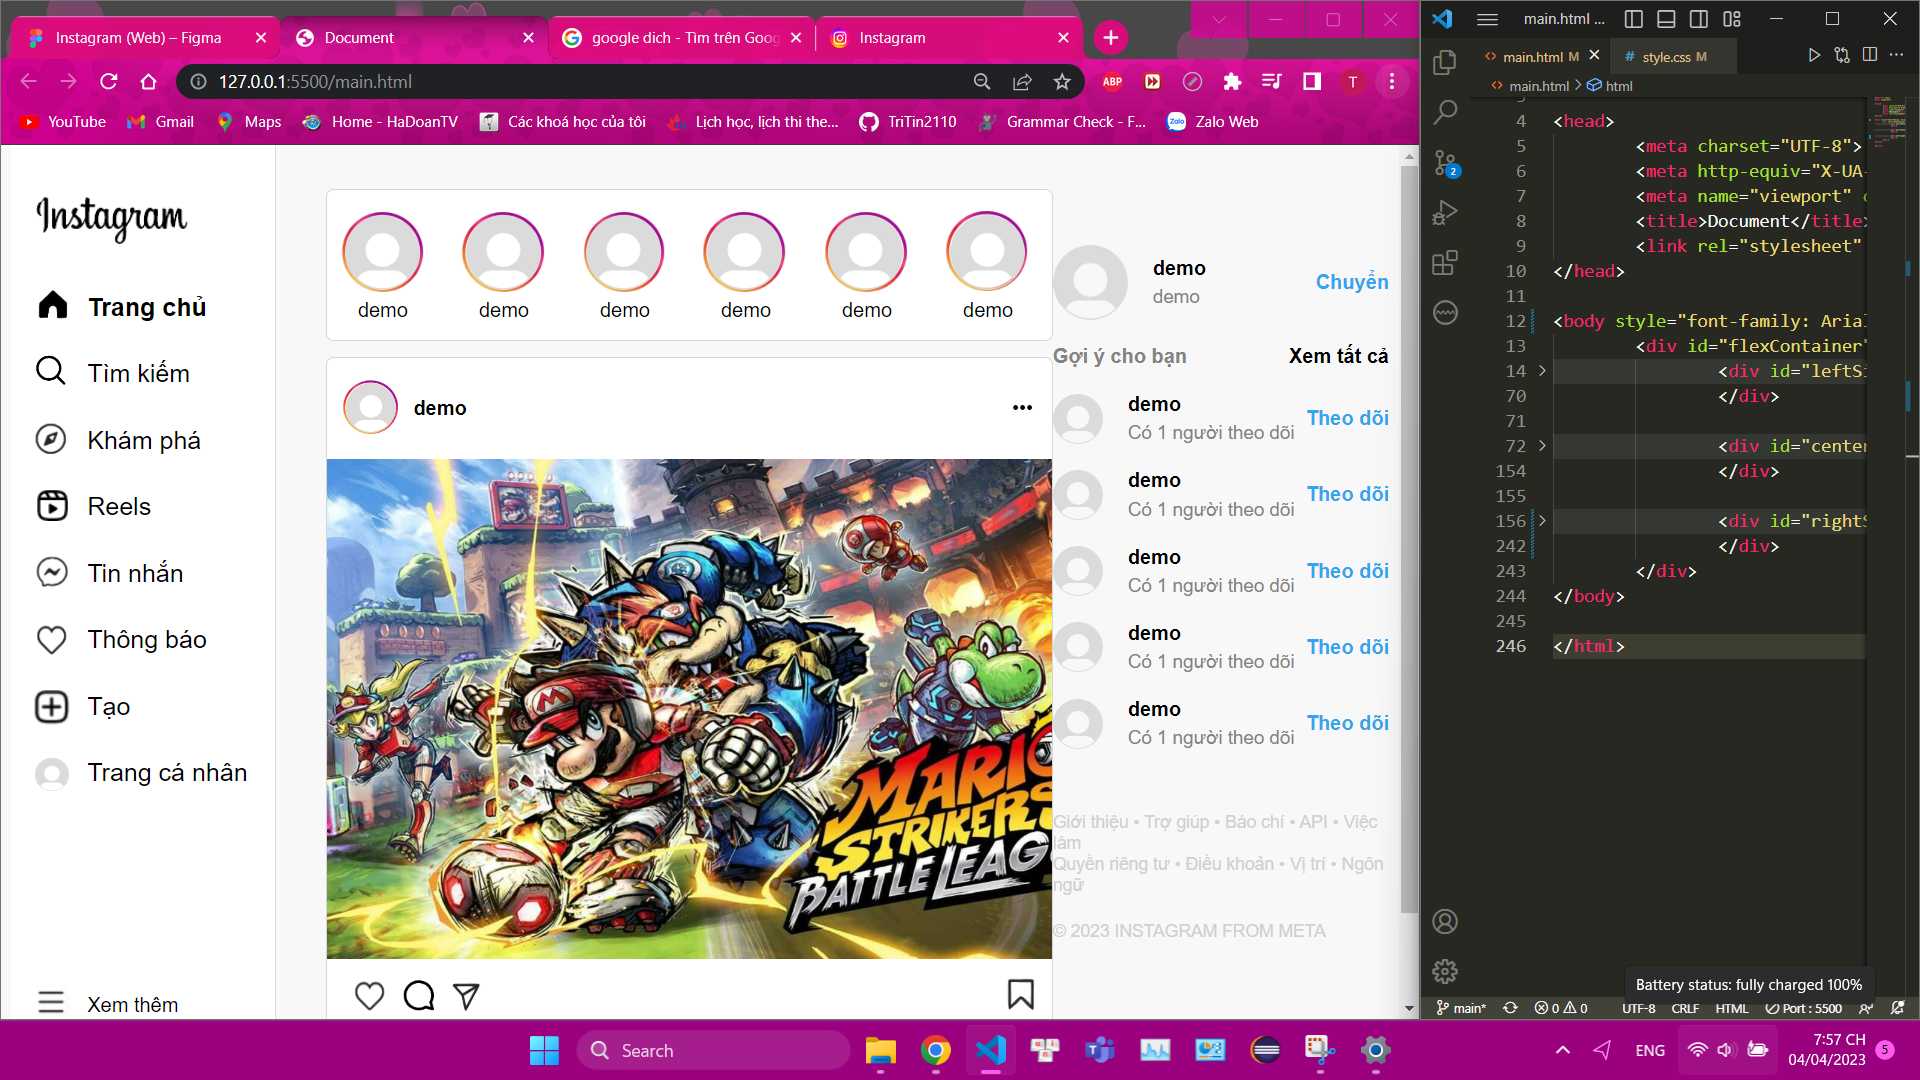 Instagram (Web) – Figma
Document
google dich - Tìm trên Goog
Instagram
127.0.0.1:5500/main.html
ABP
T
YouTube
Gmail
Maps
Home - HaDoanTV
Các khoá học của tôi
Lịch học, lịch thi the...
TriTin2110
Grammar Check - F...
Zalo Web
Instagram
Trang chủ
Tìm kiếm
Khám phá
Reels
Tin nhắn
Thông báo
Tạo
Trang cá nhân
Xem thêm
demo
demo
demo
demo
demo
demo
demo
MARIO
STRIKERS
BATTLE LEAG
demo
demo
Chuyển
Gợi ý cho bạn
Xem tất cả
demo
Có 1 người theo dõi
Theo dõi
demo
Có 1 người theo dõi
Theo dõi
demo
Có 1 người theo dõi
Theo dõi
demo
Có 1 người theo dõi
Theo dõi
demo
Có 1 người theo dõi
Theo dõi
Giới thiệu • Trợ giúp • Báo chí • API • Việc
làm
Quyền riêng tư • Điều khoản • Vị trí • Ngôn
ngữ
© 2023 INSTAGRAM FROM META
main.html ...
main.html M
# style.css M
main.html > html
4 <head>
5 <meta charset="UTF-8">
6 <meta http-equiv="X-UA-
7 <meta name="viewport" c
8 <title>Document</title>
9 <link rel="stylesheet"
10 </head>
11
12 <body style="font-family: Arial
13 <div id="flexContainer"
14 <div id="leftSi
70 </div>
71
72 <div id="center
154 </div>
155
156 <div id="rightS
242 </div>
243 </div>
244 </body>
245
246 </html>
2
Battery status: fully charged 100%
main*
0
0
UTF-8
CRLF
HTML
Port : 5500
Search
ENG
7:57 CH
04/04/2023
5